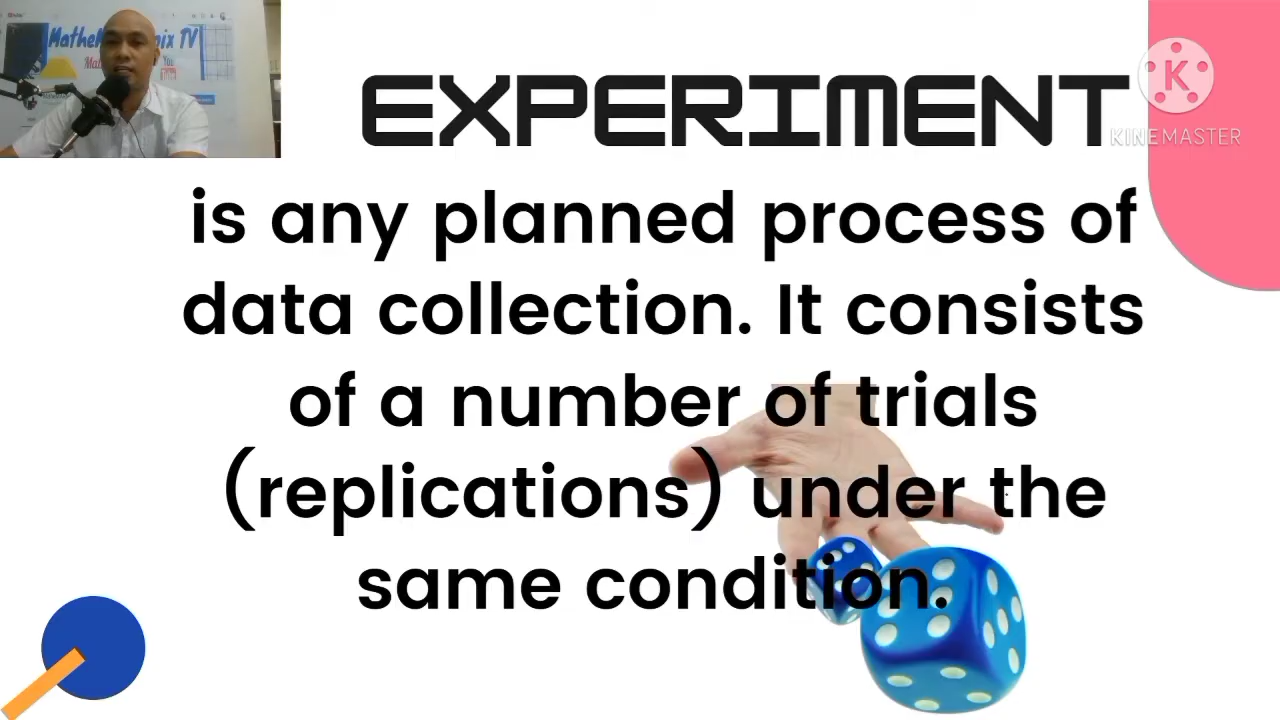 EXPERIMENT
is any planned process of
data collection. It consists
of a number of trials
(replications) under the
same condition.
K
KINEMASTER